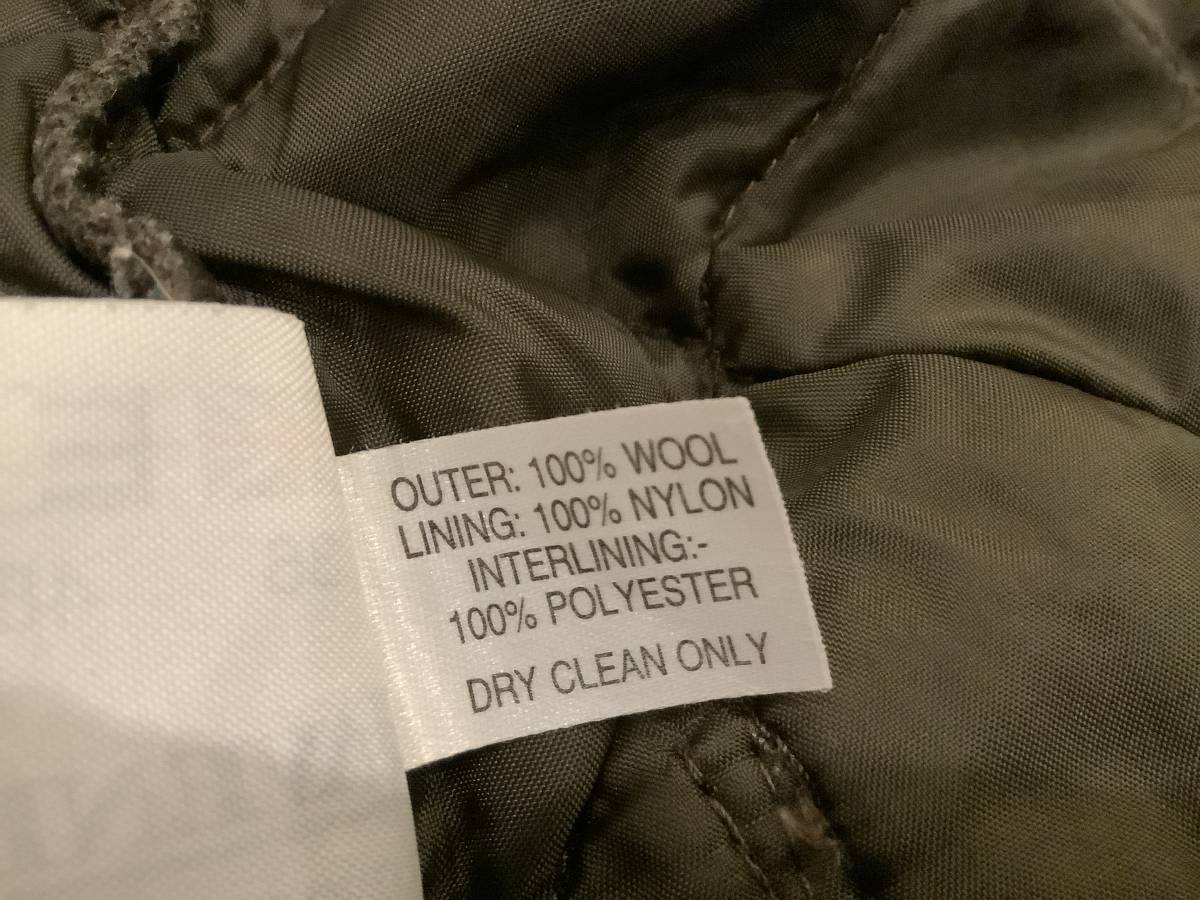 OUTER: 100% WOOL
LINING: 100% NYLON
INTERLINING:-
100% POLYESTER
DRY CLEAN ONLY